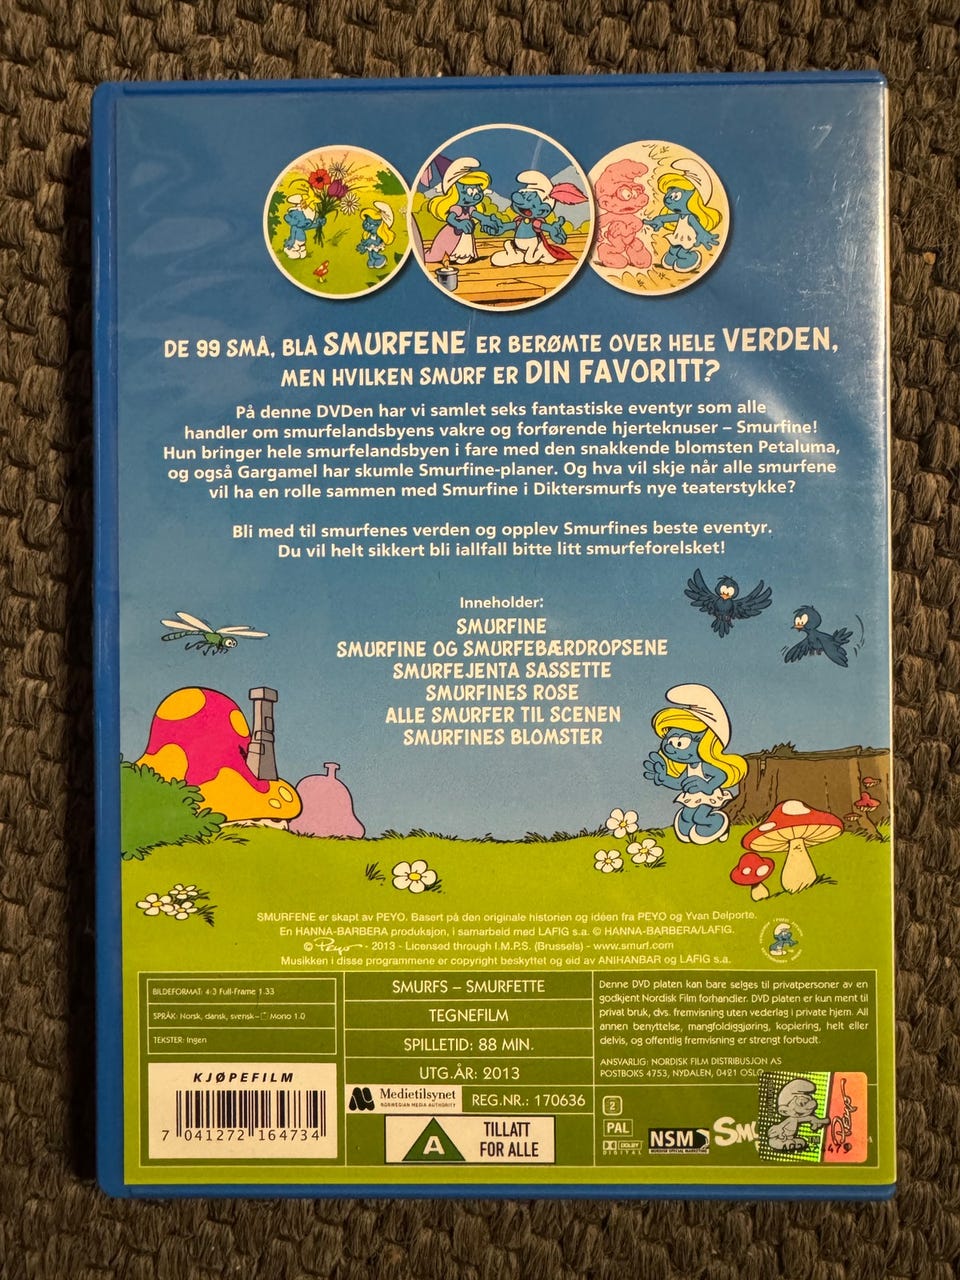 DE 99 SMÅ, BLÅ SMURFENE ER BERØMTE OVER HELE VERDEN,
MEN HVILKEN SMURF ER DIN FAVORITT?
På denne DVDen har vi samlet seks fantastiske eventyr som alle
handler om smurfelandsbyens vakre og forførende hjerteknuser – Smurfine!
Hun bringer hele smurfelandsbyen i fare med den snakkende blomsten Petaluma,
og også Gargamel har skumle Smurfine-planer. Og hva vil skje når alle smurfene
vil ha en rolle sammen med Smurfine i Diktersmurfs nye teaterstykke?
Bli med til smurfenes verden og opplev Smurfines beste eventyr.
Du vil helt sikkert bli iallfall bitte litt smurfeforelsket!
Inneholder:
SMURFINE
SMURFINE OG SMURFEBÆRDROPSENE
SMURFEJENTA SASSETTE
SMURFINES ROSE
ALLE SMURFER TIL SCENEN
SMURFINES BLOMSTER
SMURFENE er skapt av PEYO. Basert på den originale historien og idéen fra PEYO og Yvan Delporte.
En HANNA-BARBERA produksjon, i samarbeid med LAFIG s.a. © HANNA-BARBERA/LAFIG.
© Peyo - 2013 - Licensed through I.M.P.S. (Brussels) - www.smurf.com
Musikken i disse programmene er copyright beskyttet og eid av ANIHANBAR og LAFIG s.a.
BILDEFORMAT: 4:3 Full-Frame 1.33
SPRÅK: Norsk, dansk, svensk – Mono 1.0
TEKSTER: Ingen
KJØPEFILM
7 041272 164734
SMURFS – SMURFETTE
TEGNEFILM
SPILLETID: 88 MIN.
UTG.ÅR: 2013
Medietilsynet
NORWEGIAN MEDIA AUTHORITY
REG.NR.: 170636
A
TILLATT
FOR ALLE
Denne DVD platen kan bare selges til privatpersoner av en
godkjent Nordisk Film forhandler. DVD platen er kun ment til
privat bruk, dvs. fremvisning uten vederlag i private hjem. All
annen benyttelse, mangfoldiggjøring, kopiering, helt eller
delvis, og offentlig fremvisning er strengt forbudt.
ANSVARLIG: NORDISK FILM DISTRIBUSJON AS
POSTBOKS 4753, NYDALEN, 0421 OSLO
2
PAL
DOLBY
DIGITAL
NSM
NORDISK SPECIAL MARKETING
Peyo